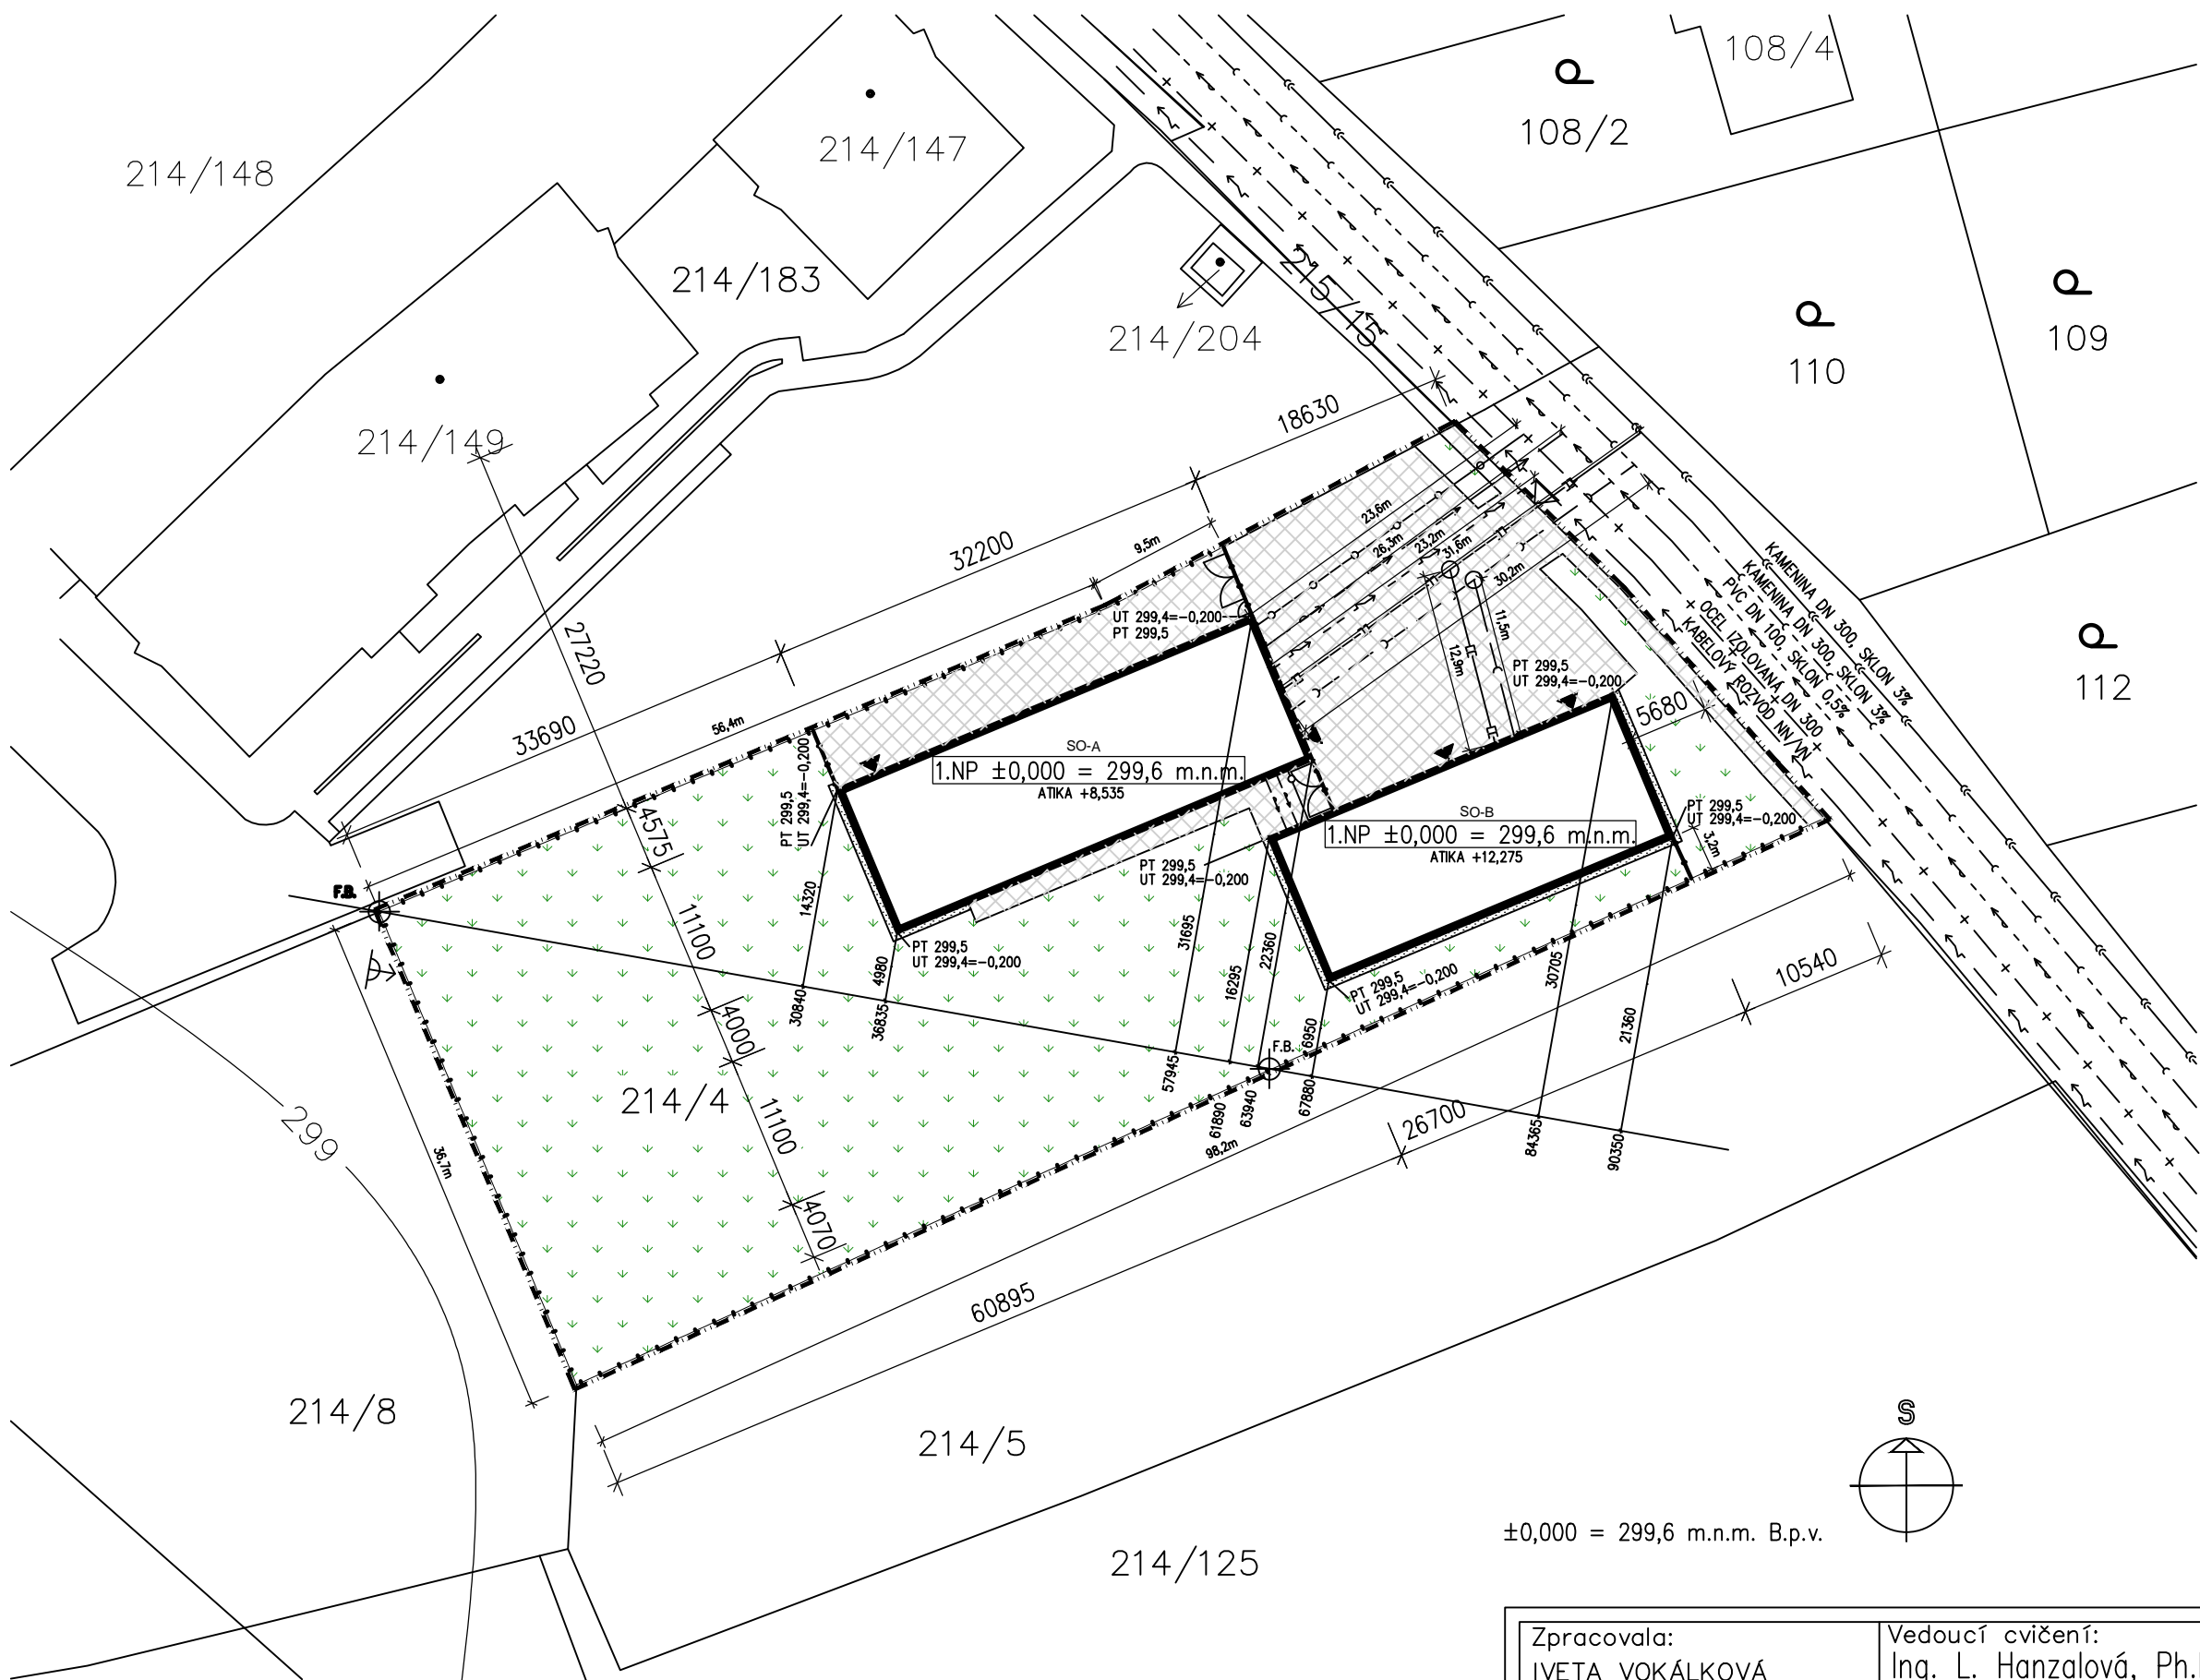 108/4
108/2
214/147
214/148
214/183
215/15
110
109
214/204
18630
214/149
23,6m
26,3m
23,2m
31,6m
30,2m
32200
9,5m
KAMENINA DN 300, SKLON 3%
KAMENINA DN 300, SKLON 3%
PVC DN 100, SKLON 0,5%
OCEL IZOLOVANÁ DN 300
KABELOVÝ ROZVOD NN/VN
UT 299,4=-0,200
PT 299,5
11,5m
12,9m
27220
PT 299,5
UT 299,4=-0,200
112
5680
33690
56,4m
SO-A
1.NP ±0,000 = 299,6 m.n.m.
ATIKA +8,535
PT 299,5
UT 299,4=-0,200
4575
SO-B
1.NP ±0,000 = 299,6 m.n.m.
ATIKA +12,275
PT 299,5
UT 299,4=-0,200
3,2m
PT 299,5
UT 299,4=-0,200
F.B.
14320
11100
PT 299,5
UT 299,4=-0,200
4980
31695
16295
22360
30705
PT 299,5
UT 299,4=-0,200
10540
30840
36835
4000
6950
21360
F.B.
57945
61890
63940
67880
84365
90350
214/4
11100
26700
98,2m
299
36,7m
4070
60895
214/8
214/5
S
±0,000 = 299,6 m.n.m. B.p.v.
214/125
Zpracovala:
IVETA VOKÁLKOVÁ
Vedoucí cvičení:
Ing. L. Hanzalová, Ph.